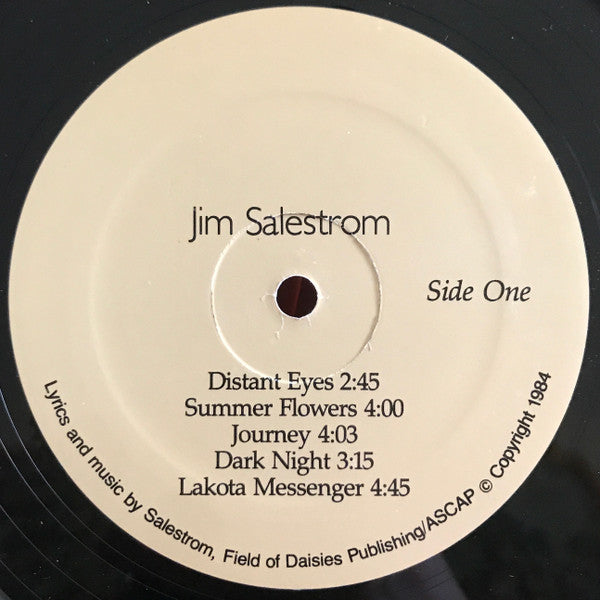 Jim Salestrom
Side One
Distant Eyes 2:45
Summer Flowers 4:00
Journey 4:03
Dark Night 3:15
Lakota Messenger 4:45
Lyrics and music by Salestrom, Field of Daisies Publishing/ASCAP © Copyright 1984